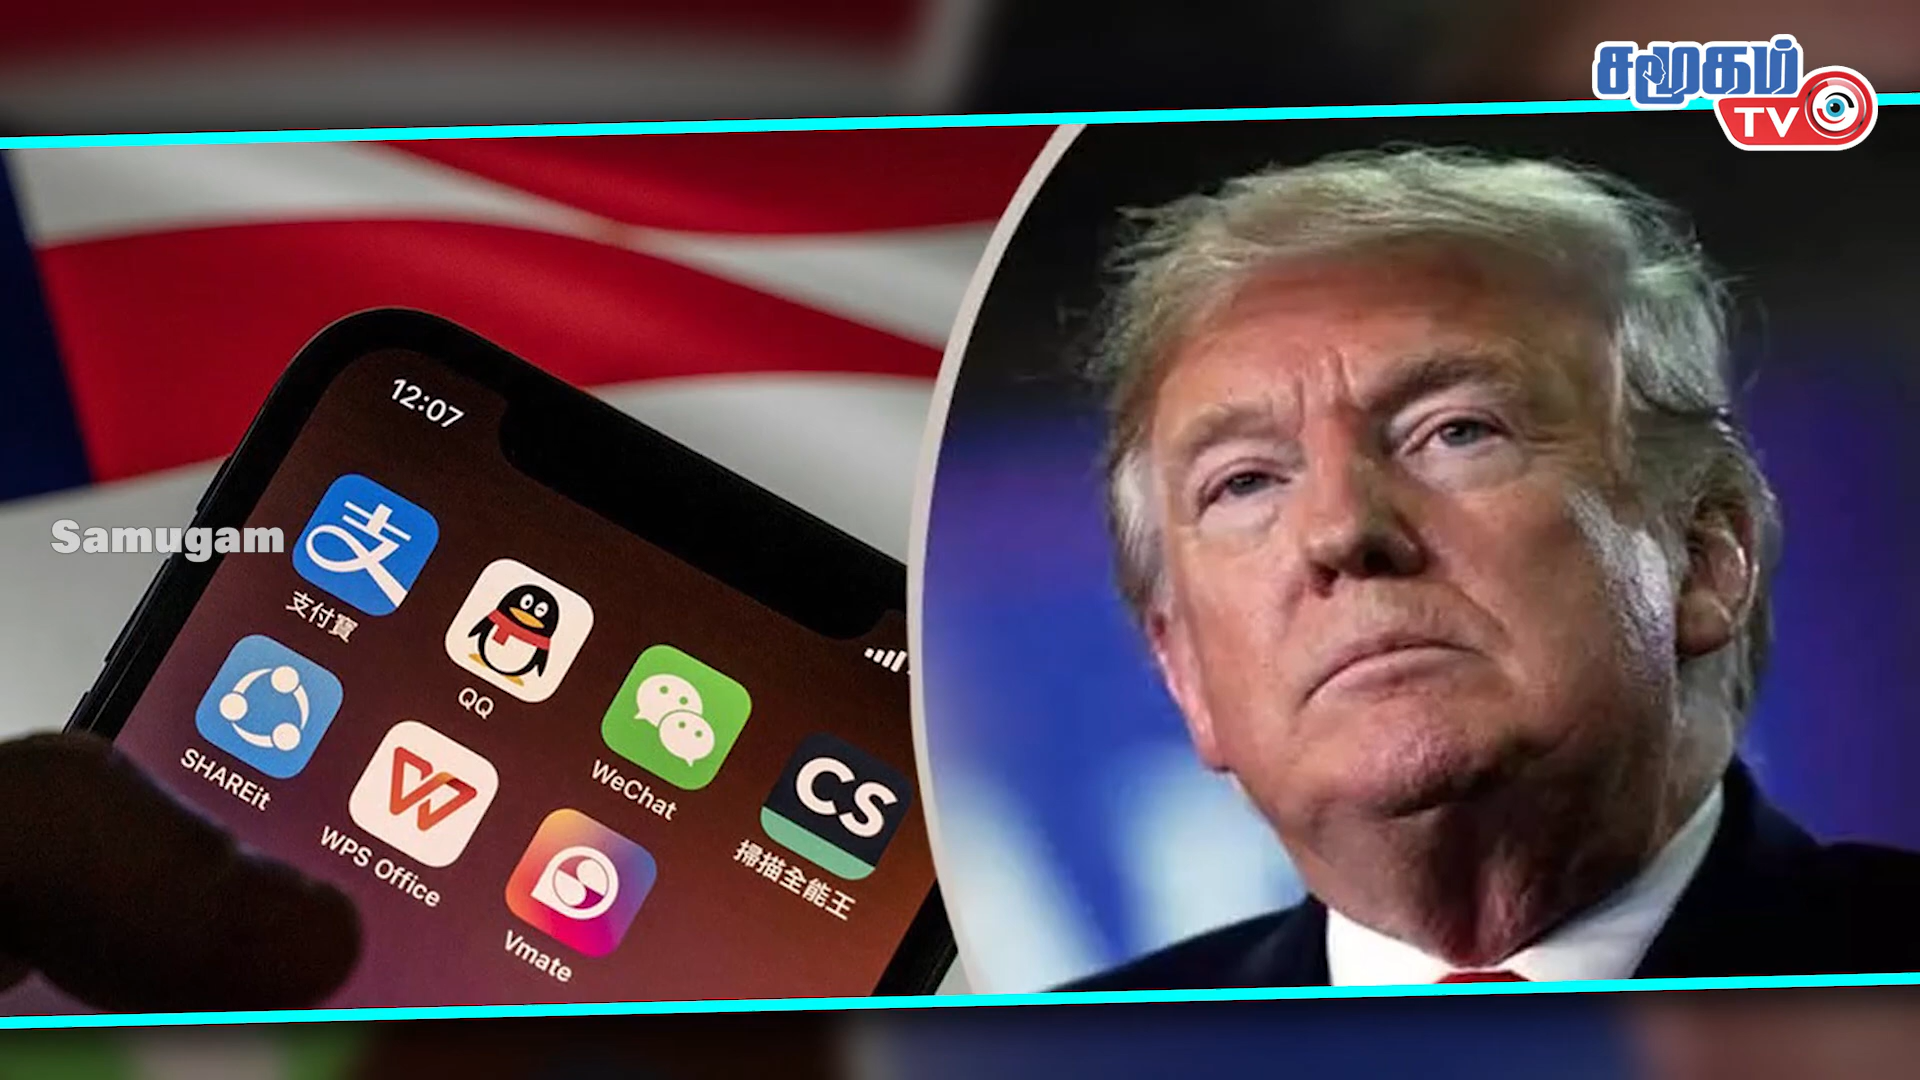 சமூகம்
TV
12:07
Samugam
支
支付寶
QQ
WeChat
CS
掃描全能王
SHAREit
WPS Office
Vmate